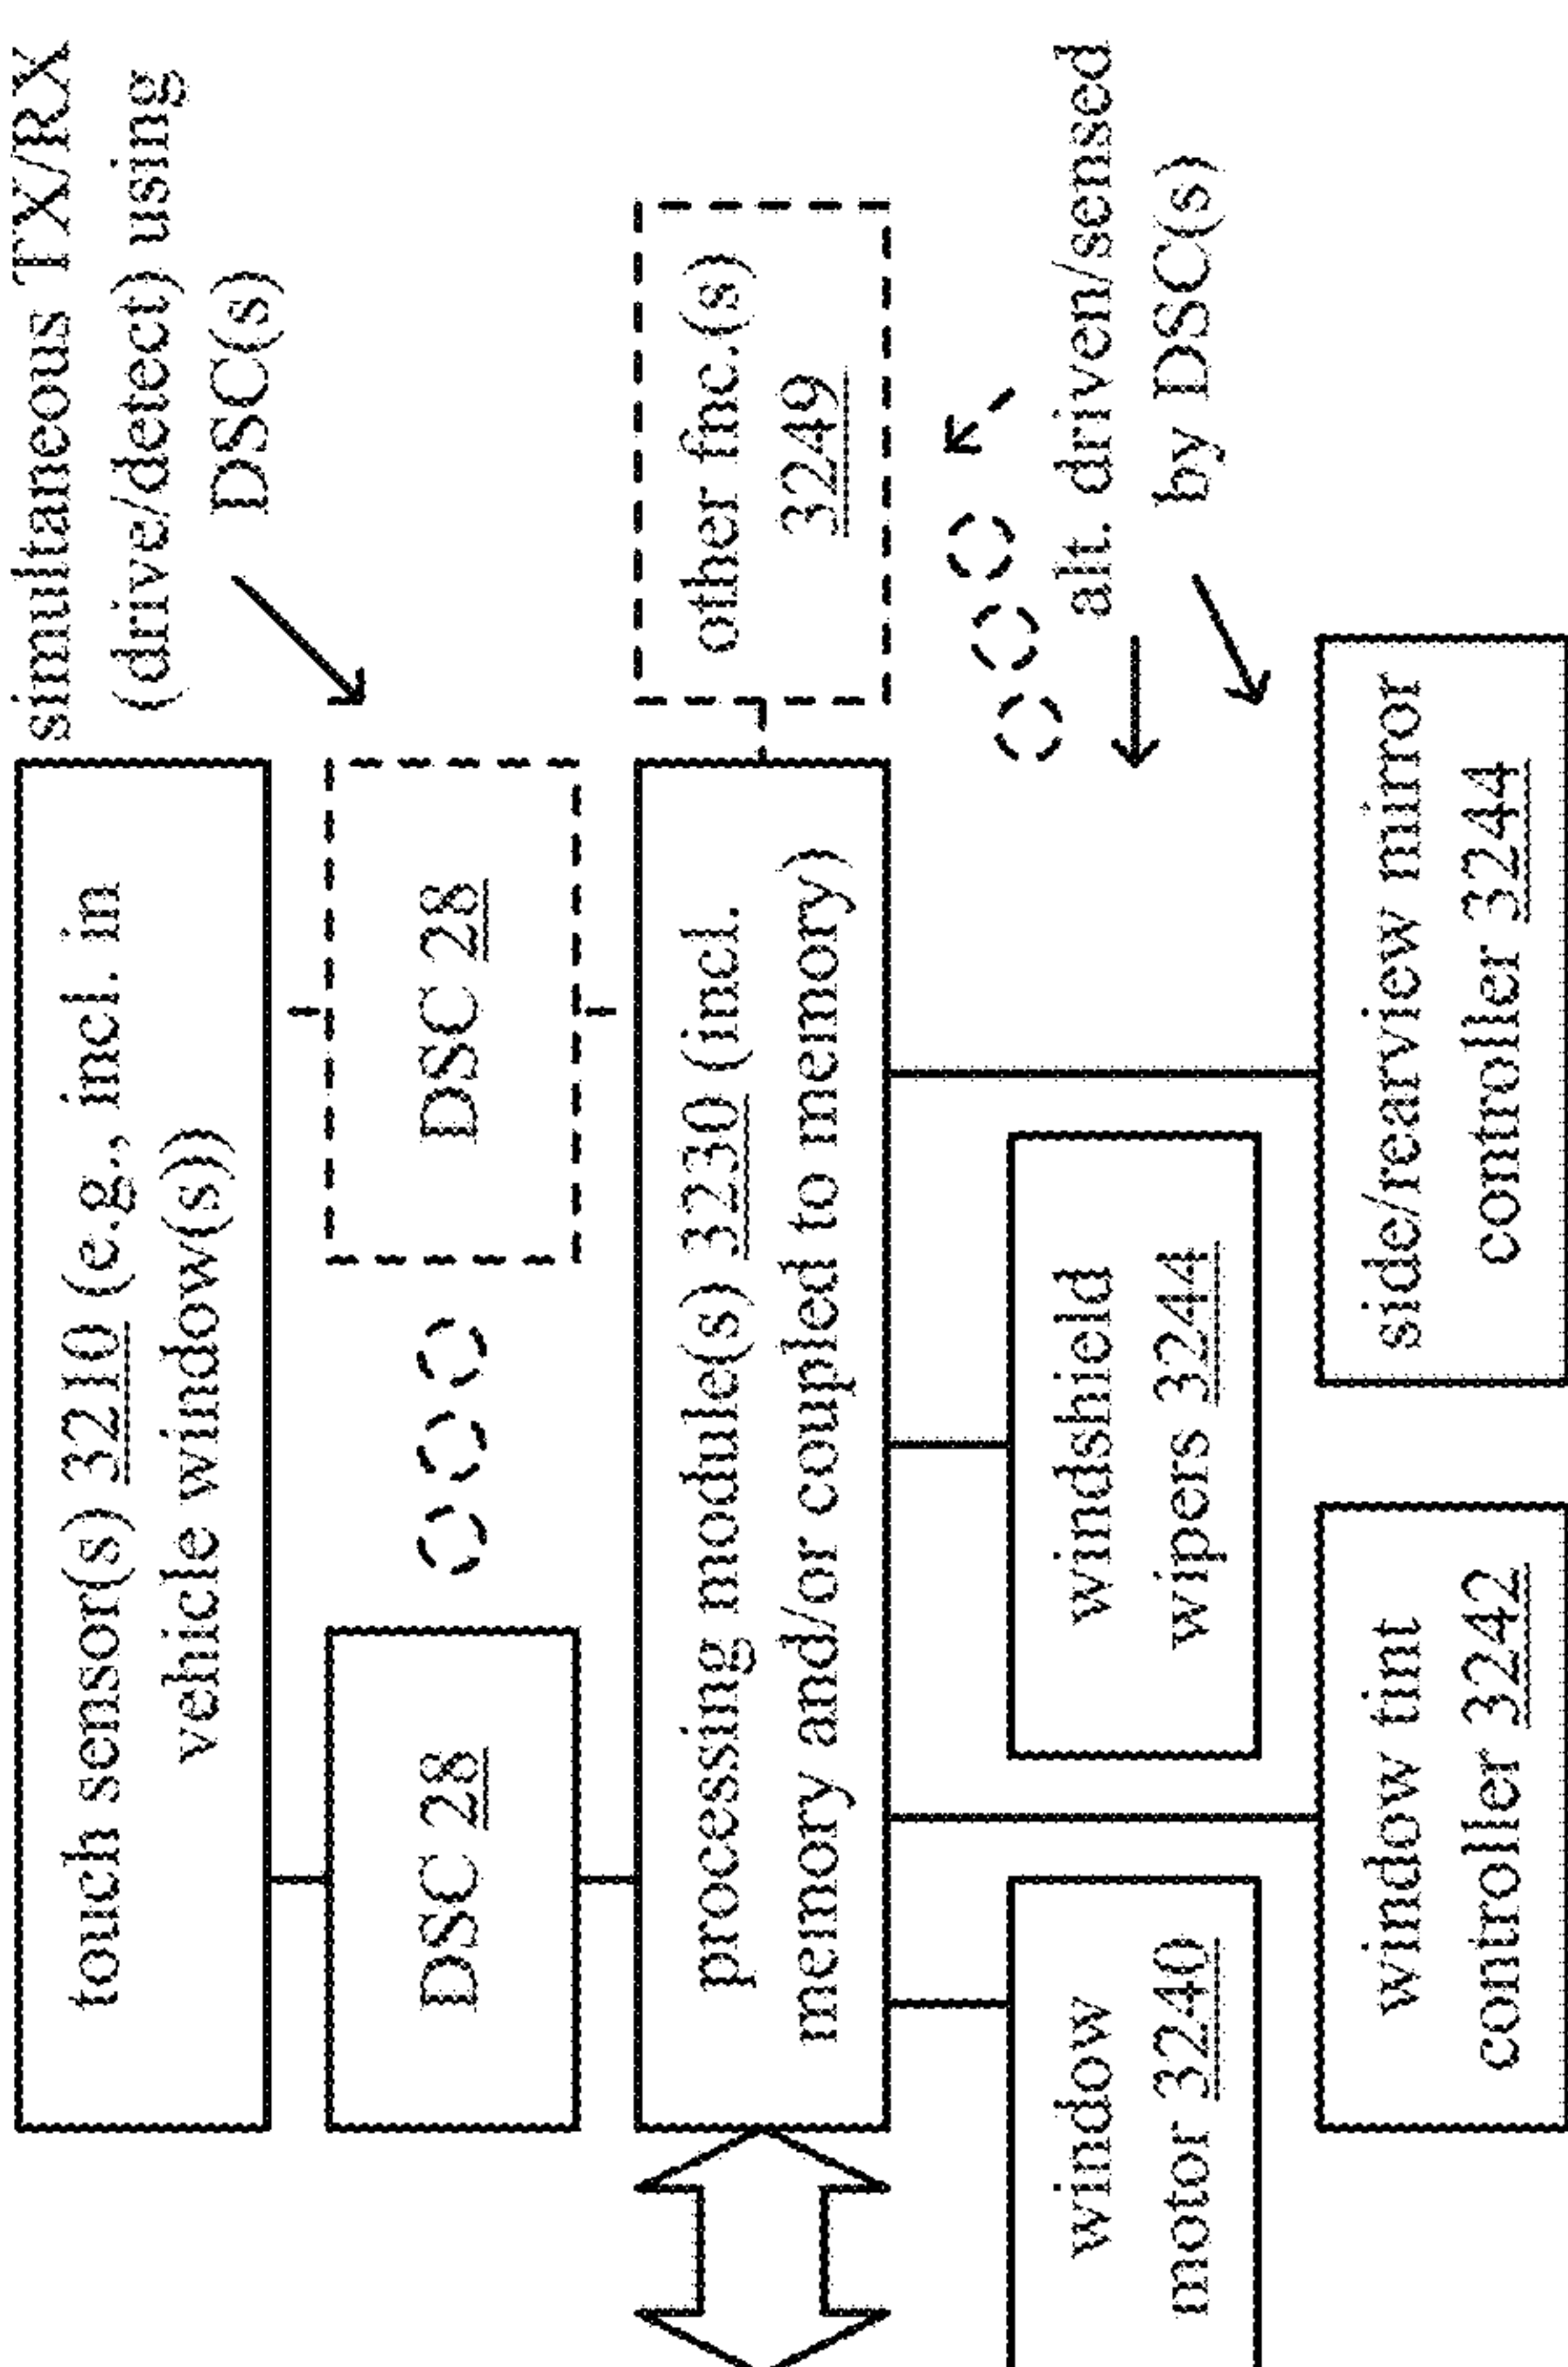 simultaneous TX/RX
(drive/detect) using
DSC(s)
touch sensor(s) 3210 (e.g., incl. in
vehicle window(s))
DSC 28
DSC 28
processing module(s) 3230 (incl.
memory and/or coupled to memory)
other fnc.(s)
3249
alt. driven/sensed
by DSC(s)
window
motor 3240
windshield
wipers 3244
window tint
controller 3242
side/rearview mirror
controller 3244